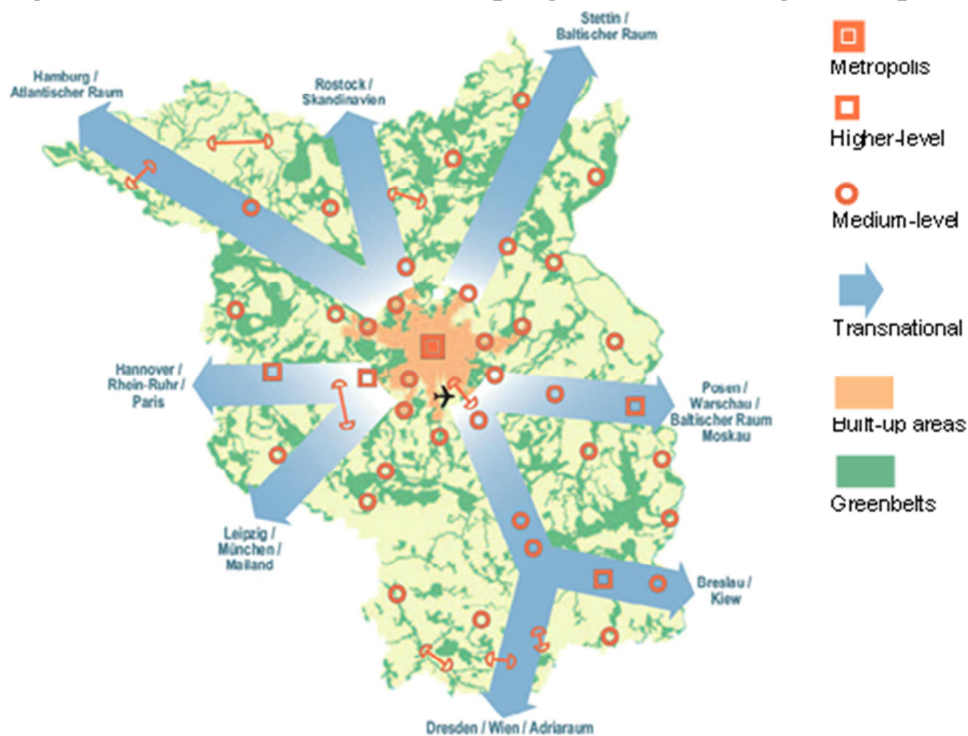 Stettin /
Baltischer Raum
Hamburg /
Atlantischer Raum
Rostock /
Skandinavien
Hannover /
Rhein-Ruhr /
Paris
Posen /
Warschau /
Baltischer Raum
Moskau
Leipzig /
München /
Mailand
Breslau /
Kiew
Dresden / Wien / Adriaraum
Metropolis
Higher-level
Medium-level
Transnational
Built-up areas
Greenbelts